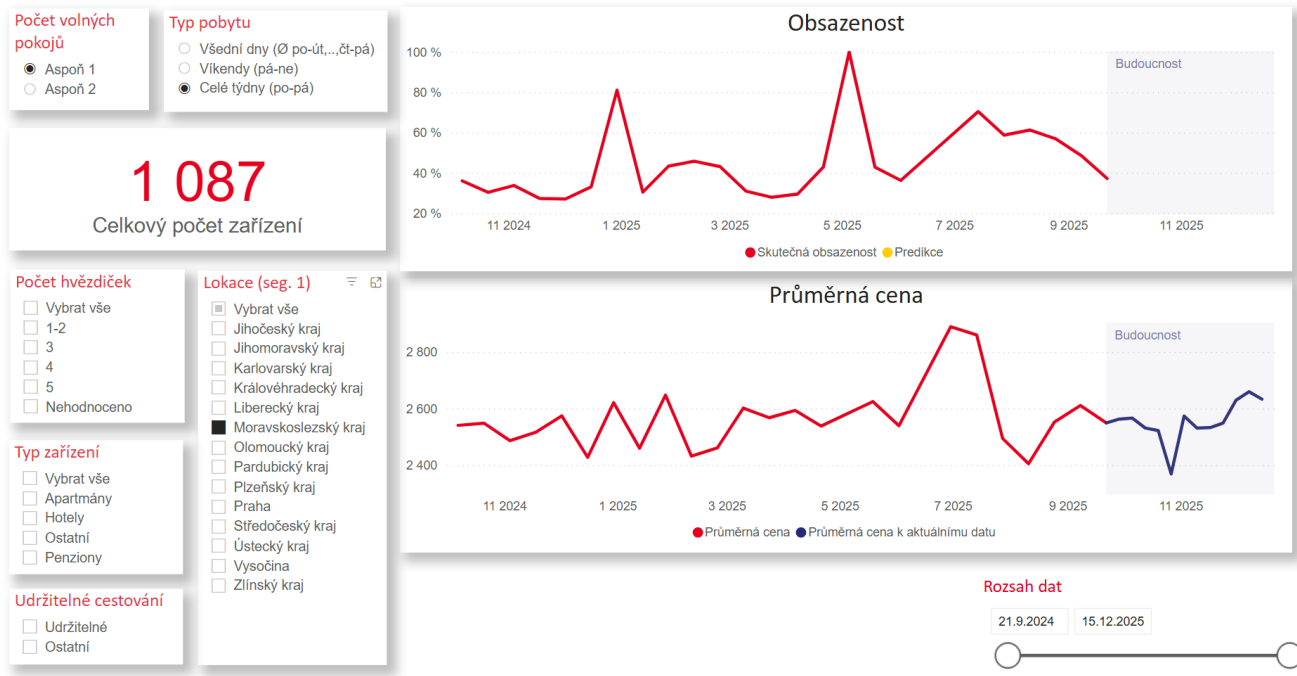 Počet volných
pokojů
Aspoň 1
Aspoň 2
Typ pobytu
Všední dny (Ø po-út,..,čt-pá)
Víkendy (pá-ne)
Celé týdny (po-pá)
1 087
Celkový počet zařízení
Počet hvězdiček
Vybrat vše
1-2
3
4
5
Nehodnoceno
Typ zařízení
Vybrat vše
Apartmány
Hotely
Ostatní
Penziony
Udržitelné cestování
Udržitelné
Ostatní
Lokace (seg. 1)
Vybrat vše
Jihočeský kraj
Jihomoravský kraj
Karlovarský kraj
Královéhradecký kraj
Liberecký kraj
Moravskoslezský kraj
Olomoucký kraj
Pardubický kraj
Plzeňský kraj
Praha
Středočeský kraj
Ústecký kraj
Vysočina
Zlínský kraj
Obsazenost
100 %
80 %
60 %
40 %
20 %
Budoucnost
11 2024 1 2025 3 2025 5 2025 7 2025 9 2025 11 2025
Skutečná obsazenost Predikce
Průměrná cena
2 800
2 600
2 400
Budoucnost
11 2024 1 2025 3 2025 5 2025 7 2025 9 2025 11 2025
Průměrná cena Průměrná cena k aktuálnímu datu
Rozsah dat
21.9.2024 15.12.2025